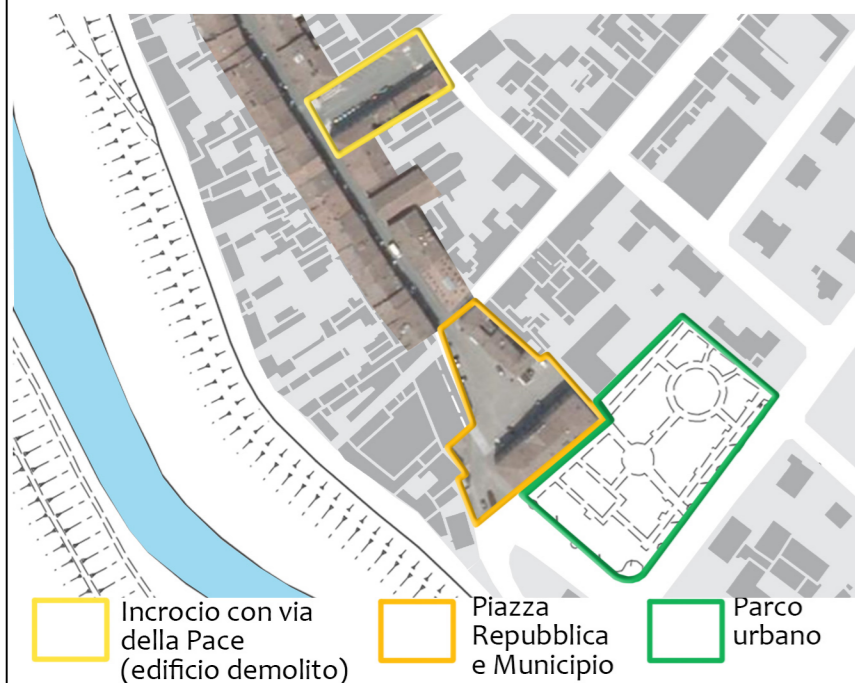 Incrocio con via
della Pace
(edificio demolito)
Piazza
Repubblica
e Municipio
Parco
urbano